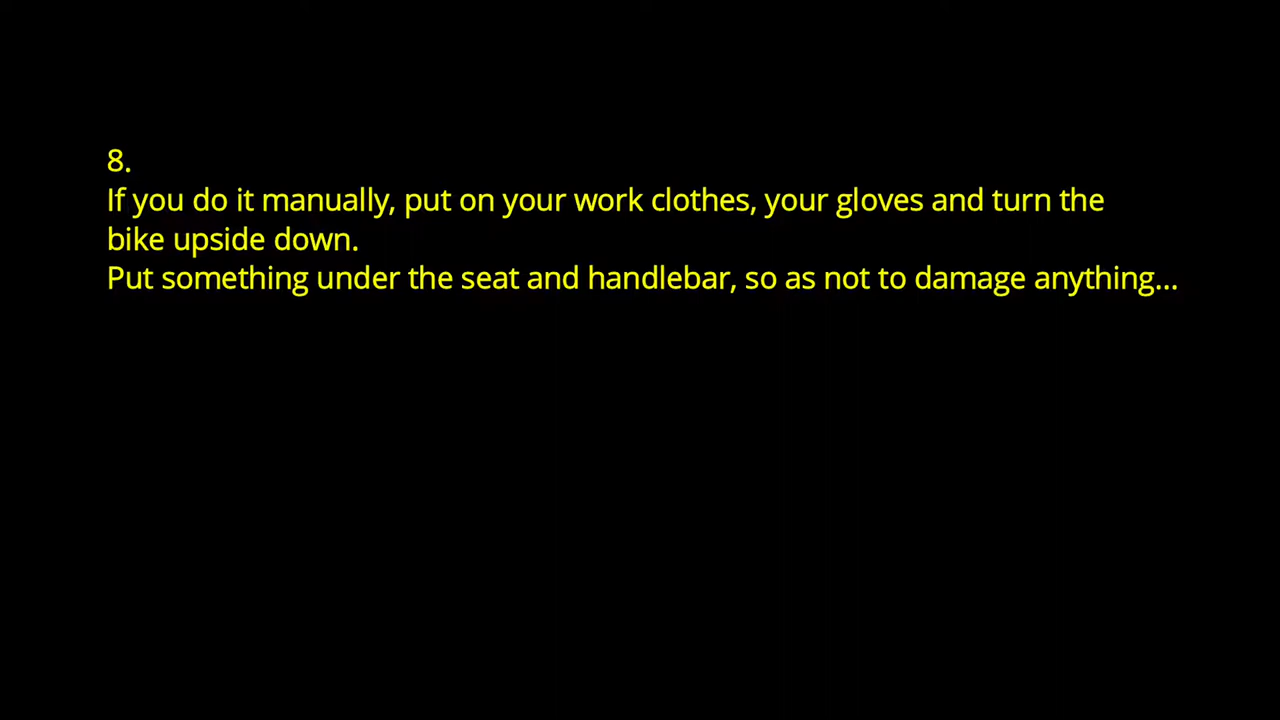 8.
If you do it manually, put on your work clothes, your gloves and turn the
bike upside down.
Put something under the seat and handlebar, so as not to damage anything...